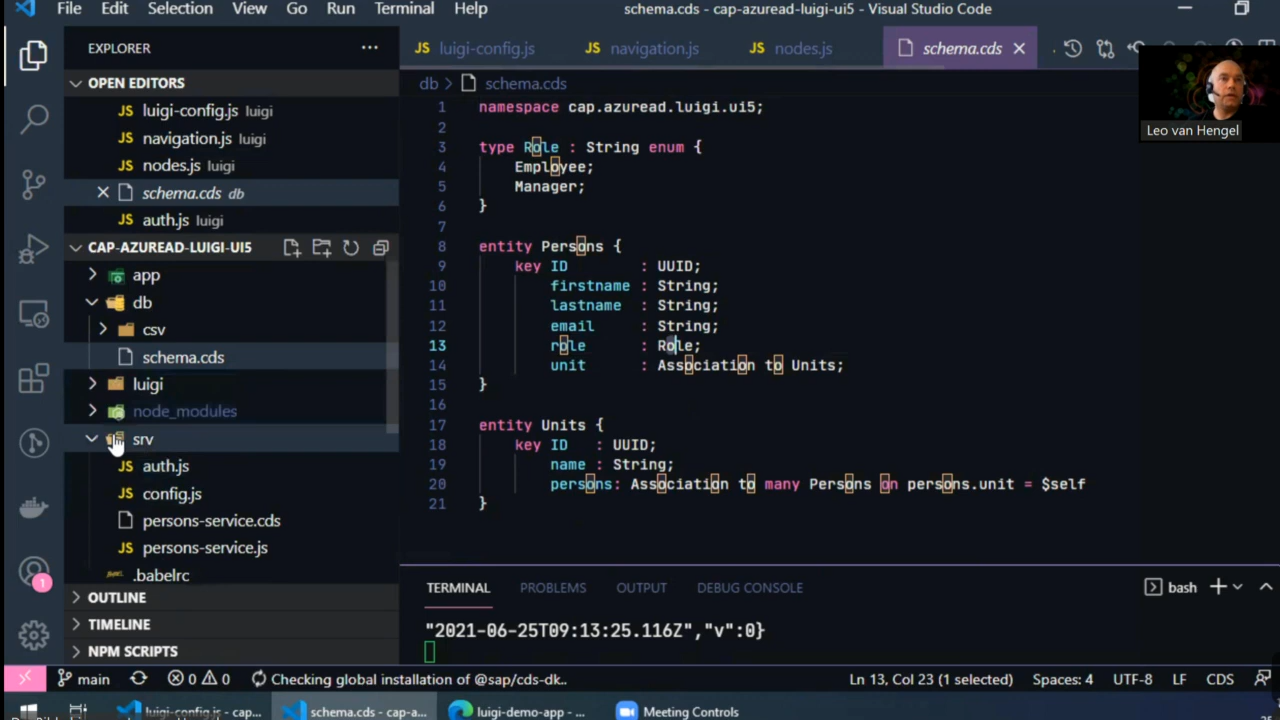 File Edit Selection View Go Run Terminal Help schema.cds - cap-azuread-luigi-ui5 - Visual Studio Code
EXPLORER
luigi-config.js navigation.js nodes.js schema.cds
OPEN EDITORS
luigi-config.js luigi
navigation.js luigi
nodes.js luigi
schema.cds db
auth.js luigi
CAP-AZUREAD-LUIGI-UI5
app
db
csv
schema.cds
luigi
node_modules
srv
auth.js
config.js
persons-service.cds
persons-service.js
.babelrc
OUTLINE
TIMELINE
NPM SCRIPTS
db > schema.cds
1 namespace cap.azuread.luigi.ui5;
2
3 type Role : String enum {
4 Employee;
5 Manager;
6 }
7
8 entity Persons {
9 key ID : UUID;
10 firstname : String;
11 lastname : String;
12 email : String;
13 role : Role;
14 unit : Association to Units;
15 }
16
17 entity Units {
18 key ID : UUID;
19 name : String;
20 persons: Association to many Persons on persons.unit = $self
21 }
Leo van Hengel
TERMINAL PROBLEMS OUTPUT DEBUG CONSOLE bash
"2021-06-25T09:13:25.116Z","v":0}
main 0 0 Checking global installation of @sap/cds-dk.. Ln 13, Col 23 (1 selected) Spaces: 4 UTF-8 LF CDS
luigi-config.js - cap... schema.cds - cap-a... luigi-demo-app - ... Meeting Controls